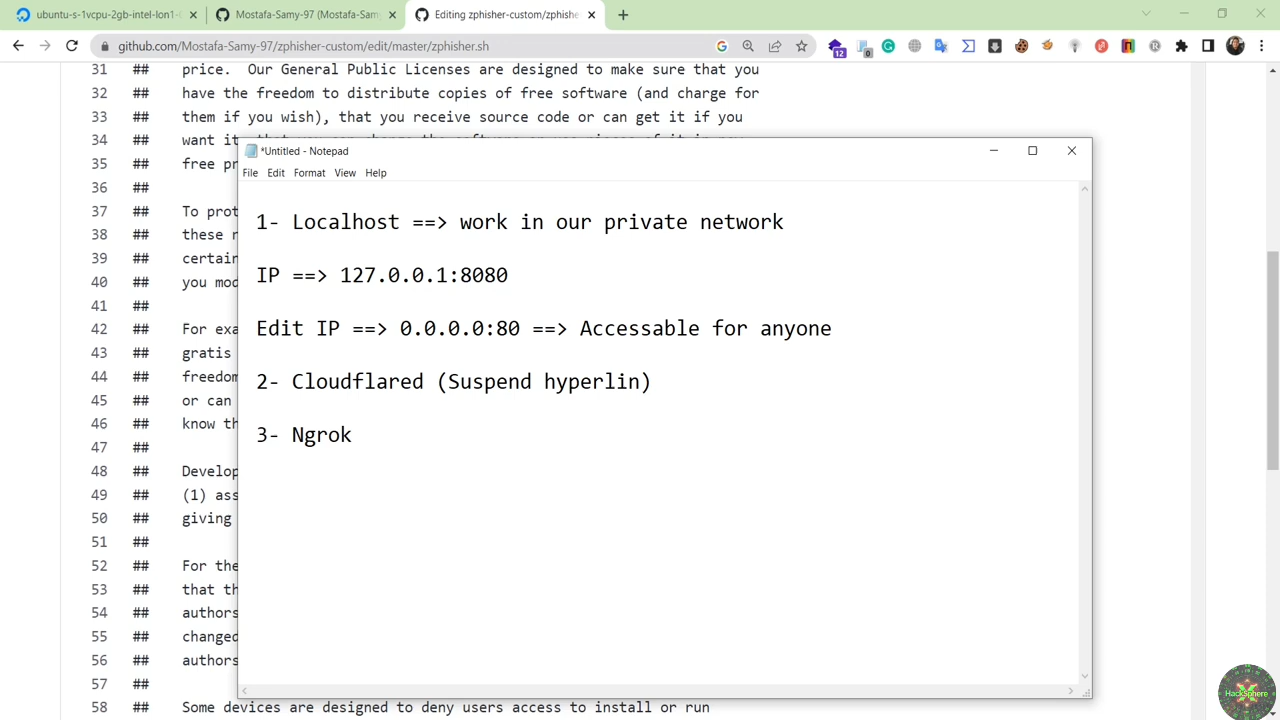 ubuntu-s-1vcpu-2gb-intel-lon1-
Mostafa-Samy-97 (Mostafa-Sam
Editing zphisher-custom/zphishe
github.com/Mostafa-Samy-97/zphisher-custom/edit/master/zphisher.sh
12
0
31 ## price. Our General Public Licenses are designed to make sure that you
32 ## have the freedom to distribute copies of free software (and charge for
33 ## them if you wish), that you receive source code or can get it if you
34 ## want it
35 ## free pr
36 ##
37 ## To prot
38 ## these r
39 ## certain
40 ## you mod
41 ##
42 ## For exa
43 ## gratis
44 ## freedom
45 ## or can
46 ## know th
47 ##
48 ## Develop
49 ## (1) ass
50 ## giving
51 ##
52 ## For the
53 ## that th
54 ## authors
55 ## changed
56 ## authors
57 ##
58 ## Some devices are designed to deny users access to install or run
*Untitled - Notepad
File Edit Format View Help
1- Localhost ==> work in our private network
IP ==> 127.0.0.1:8080
Edit IP ==> 0.0.0.0:80 ==> Accessable for anyone
2- Cloudflared (Suspend hyperlin)
3- Ngrok
HackSphere